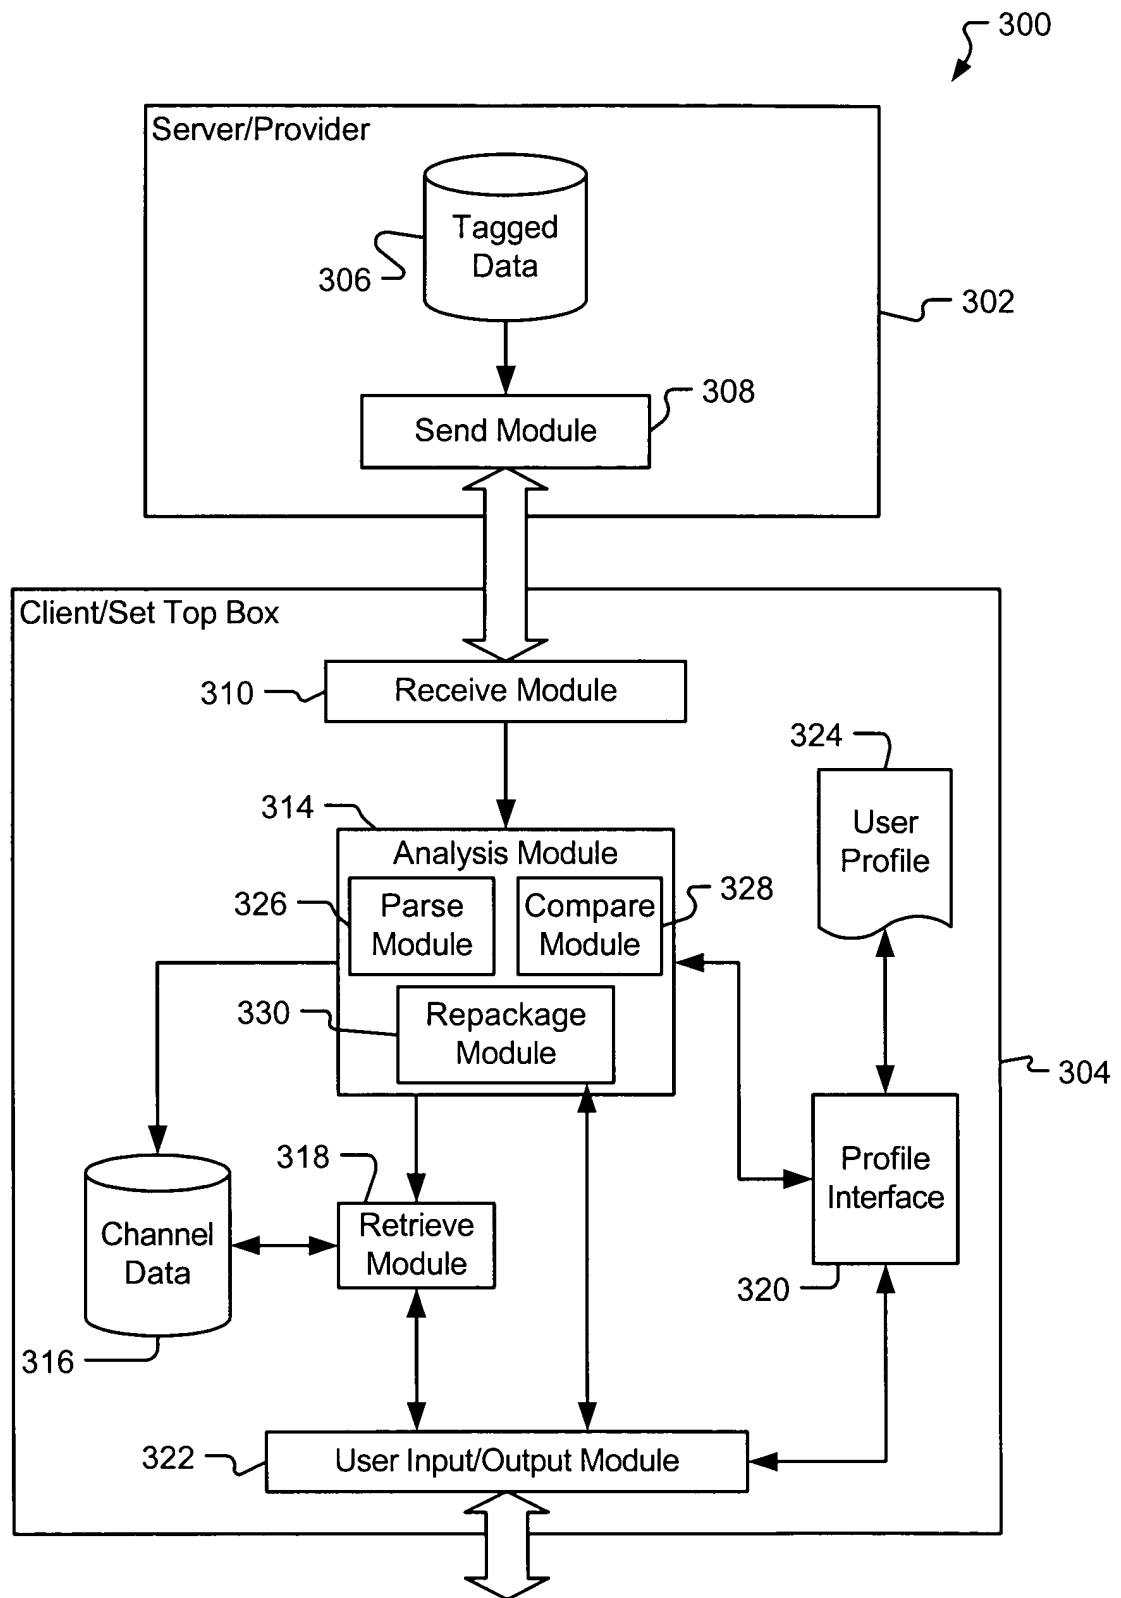 300
Server/Provider
Tagged
Data
306
302
308
Send Module
Client/Set Top Box
310
Receive Module
324
User
Profile
314
Analysis Module
326
Parse
Module
Compare
Module
328
330
Repackage
Module
304
318
Retrieve
Module
Channel
Data
316
Profile
Interface
320
322
User Input/Output Module